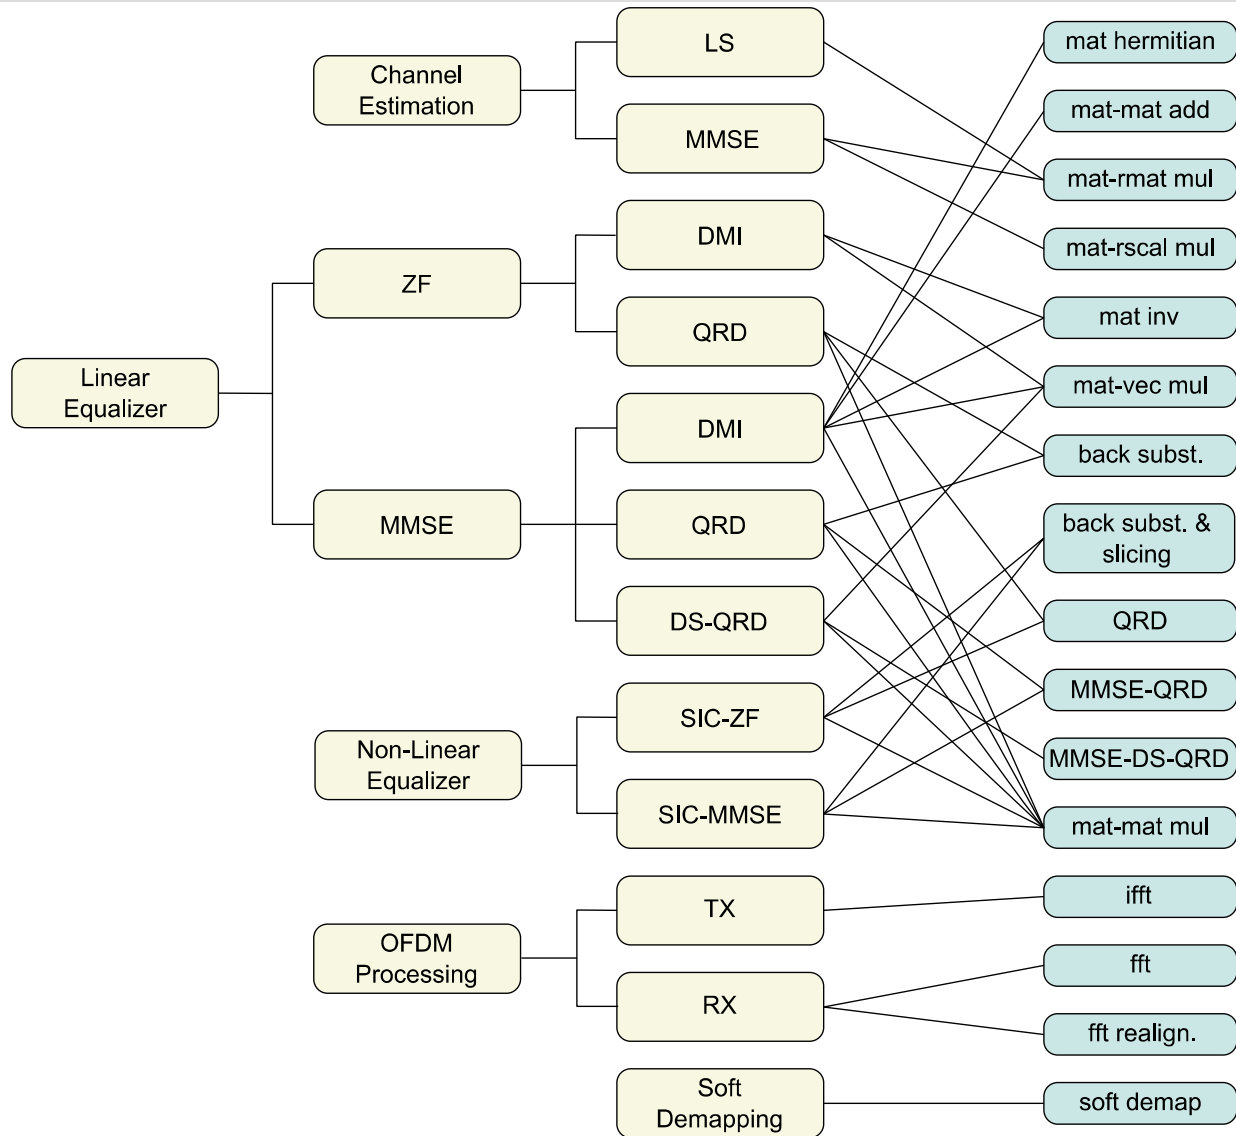 Linear
Equalizer
Channel
Estimation
ZF
MMSE
Non-Linear
Equalizer
OFDM
Processing
LS
MMSE
DMI
QRD
DMI
QRD
DS-QRD
SIC-ZF
SIC-MMSE
TX
RX
Soft
Demapping
mat hermitian
mat-mat add
mat-rmat mul
mat-rscal mul
mat inv
mat-vec mul
back subst.
back subst. &
slicing
QRD
MMSE-QRD
MMSE-DS-QRD
mat-mat mul
ifft
fft
fft realign.
soft demap